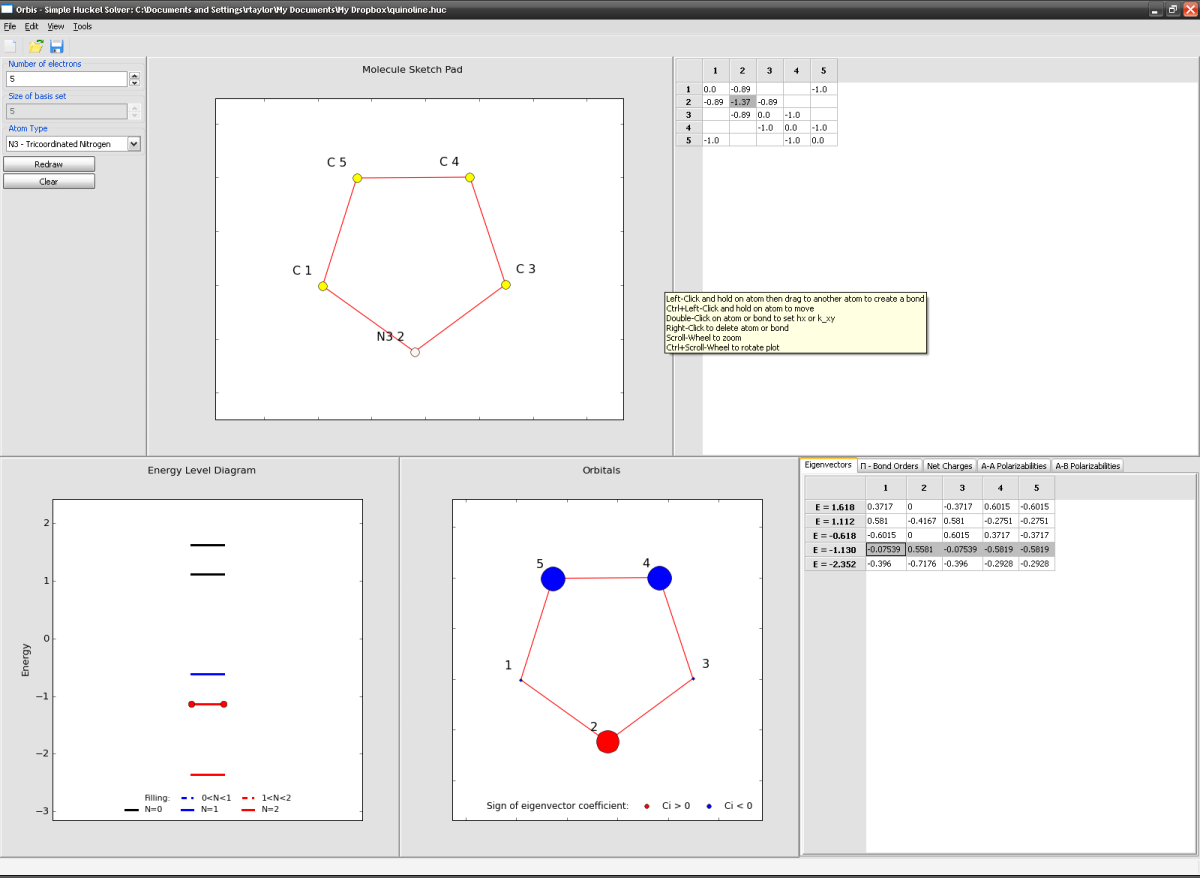 Orbis - Simple Huckel Solver: C:\Documents and Settings\rtaylor\My Documents\My Dropbox\quinoline.huc
File Edit View Tools
Number of electrons
5
Size of basis set
5
Atom Type
N3 - Tricoordinated Nitrogen
Redraw
Clear
Molecule Sketch Pad
C 5 C 4
C 1 C 3
N3 2
1 2 3 4 5
1 0.0 -0.89 -1.0
2 -0.89 -1.37 -0.89
3 -0.89 0.0 -1.0
4 -1.0 0.0 -1.0
5 -1.0 -1.0 0.0
Left-Click and hold on atom then drag to another atom to create a bond
Ctrl+Left-Click and hold on atom to move
Double-Click on atom or bond to set hx or k_xy
Right-Click to delete atom or bond
Scroll-Wheel to zoom
Ctrl+Scroll-Wheel to rotate plot
Energy Level Diagram
2
1
0
−1
−2
−3
Energy
Filling: 0<N<1 1<N<2
N=0 N=1 N=2
Orbitals
5 4
1 3
2
Sign of eigenvector coefficient: Ci > 0 Ci < 0
Eigenvectors Π - Bond Orders Net Charges A-A Polarizabilities A-B Polarizabilities
1 2 3 4 5
E = 1.618 0.3717 0 -0.3717 0.6015 -0.6015
E = 1.112 0.581 -0.4167 0.581 -0.2751 -0.2751
E = -0.618 -0.6015 0 0.6015 0.3717 -0.3717
E = -1.130 -0.07539 0.5581 -0.07539 -0.5819 -0.5819
E = -2.352 -0.396 -0.7176 -0.396 -0.2928 -0.2928